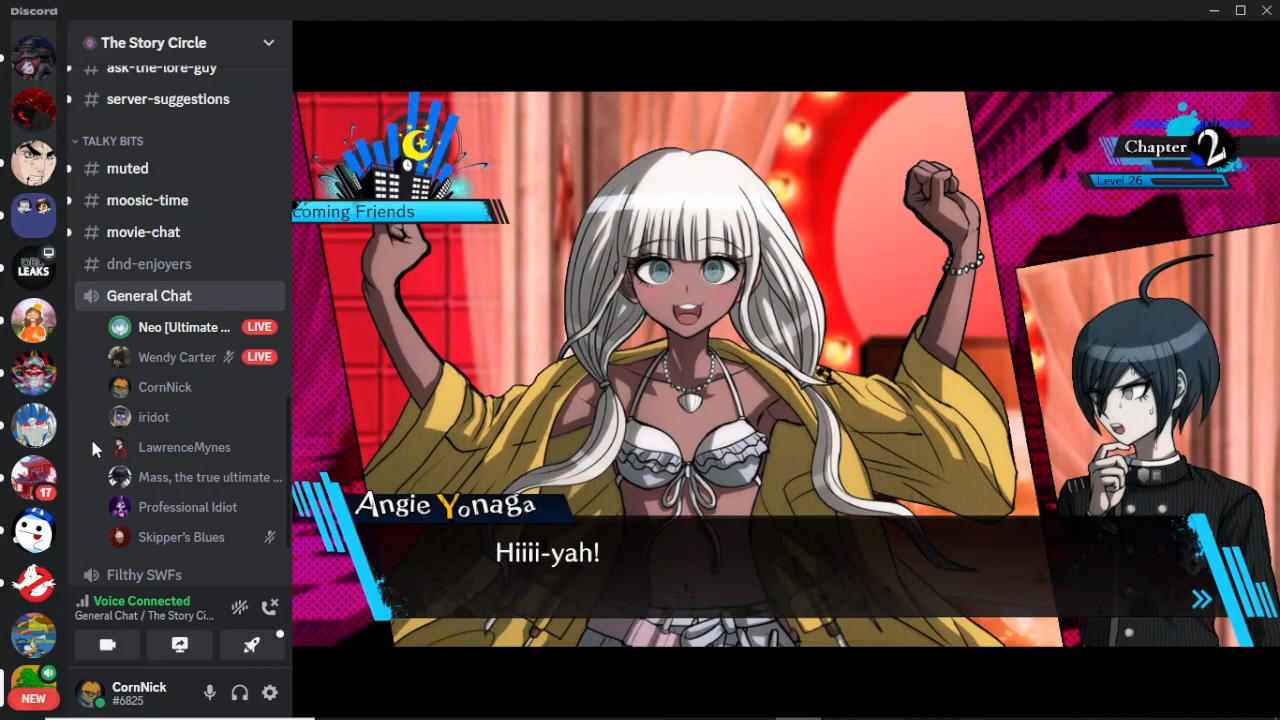 Discord
The Story Circle
# ask-the-lore-guy
# server-suggestions
TALKY BITS
# muted
# moosic-time
# movie-chat
# dnd-enjoyers
General Chat
Neo [Ultimate ... LIVE
Wendy Carter LIVE
CornNick
iridot
LawrenceMynes
Mass, the true ultimate ...
Professional Idiot
Skipper's Blues
Filthy SWFs
Voice Connected
General Chat / The Story Ci...
CornNick
#6825
LEAKS
17
NEW
coming Friends
Chapter 2
Level 26
Angie Yonaga
Hiiii-yah!